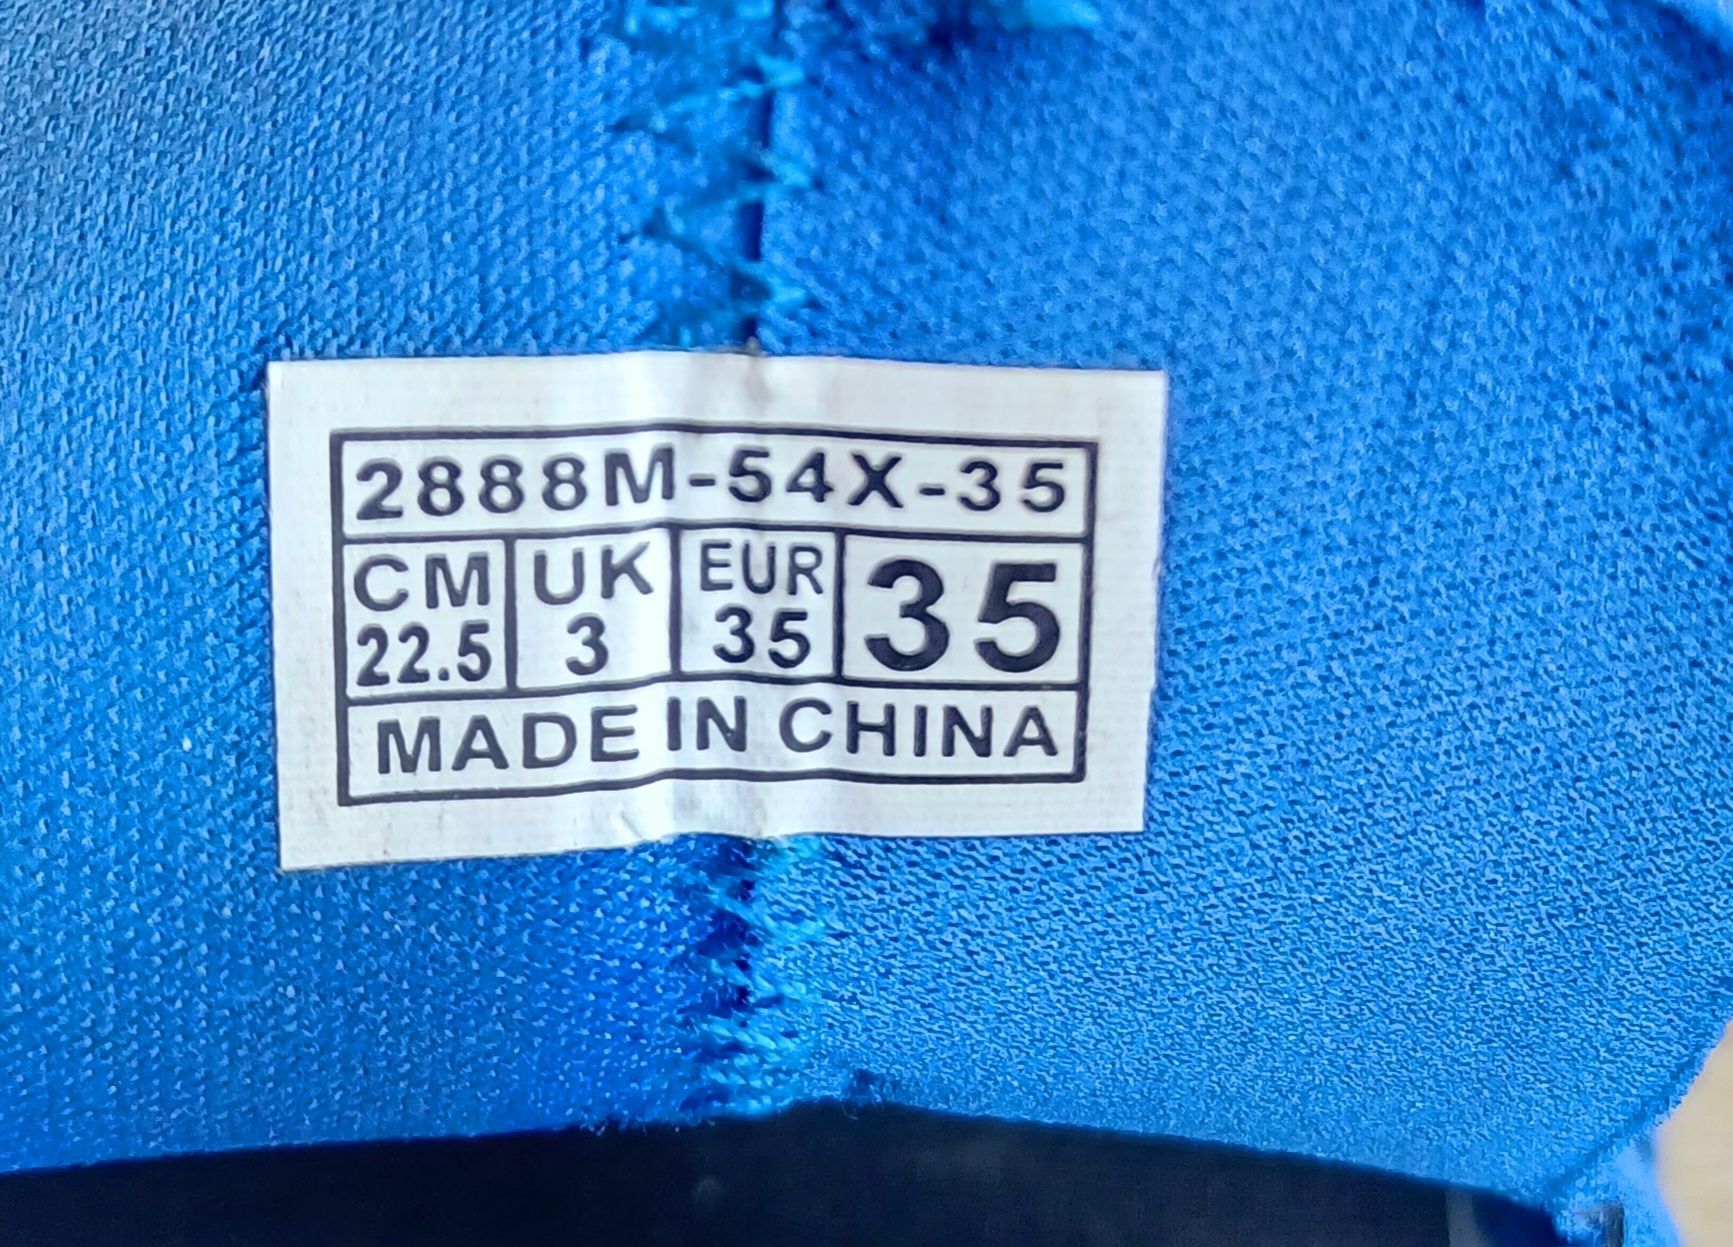 2888M-54X-35
CM UK EUR 35
22.5 3 35
MADE IN CHINA